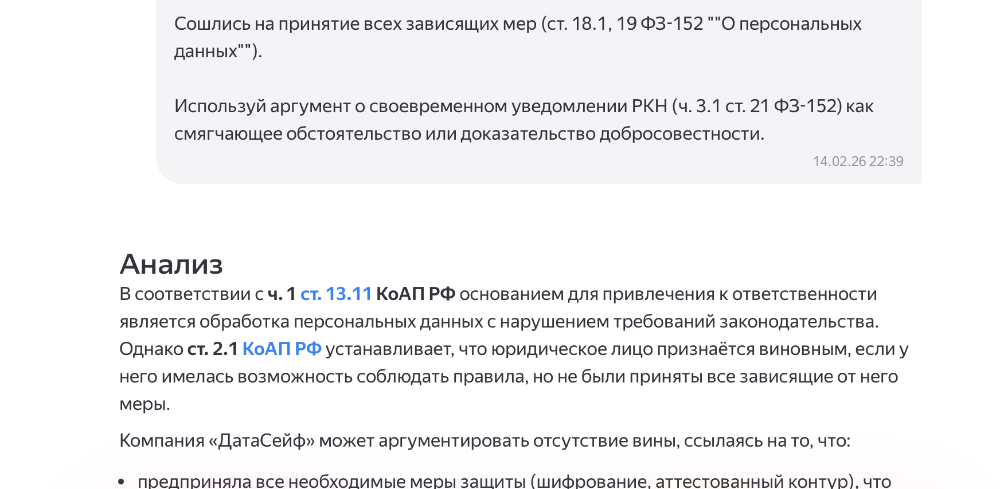 Сошлись на принятие всех зависящих мер (ст. 18.1, 19 ФЗ-152 ""О персональных
данных"").
Используй аргумент о своевременном уведомлении РКН (ч. 3.1 ст. 21 ФЗ-152) как
смягчающее обстоятельство или доказательство добросовестности.
14.02.26 22:39
Анализ
В соответствии с ч. 1 ст. 13.11 КоАП РФ основанием для привлечения к ответственности
является обработка персональных данных с нарушением требований законодательства.
Однако ст. 2.1 КоАП РФ устанавливает, что юридическое лицо признаётся виновным, если у
него имелась возможность соблюдать правила, но не были приняты все зависящие от него
меры.
Компания «ДатаСейф» может аргументировать отсутствие вины, ссылаясь на то, что:
• предприняла все необходимые меры защиты (шифрование, аттестованный контур), что